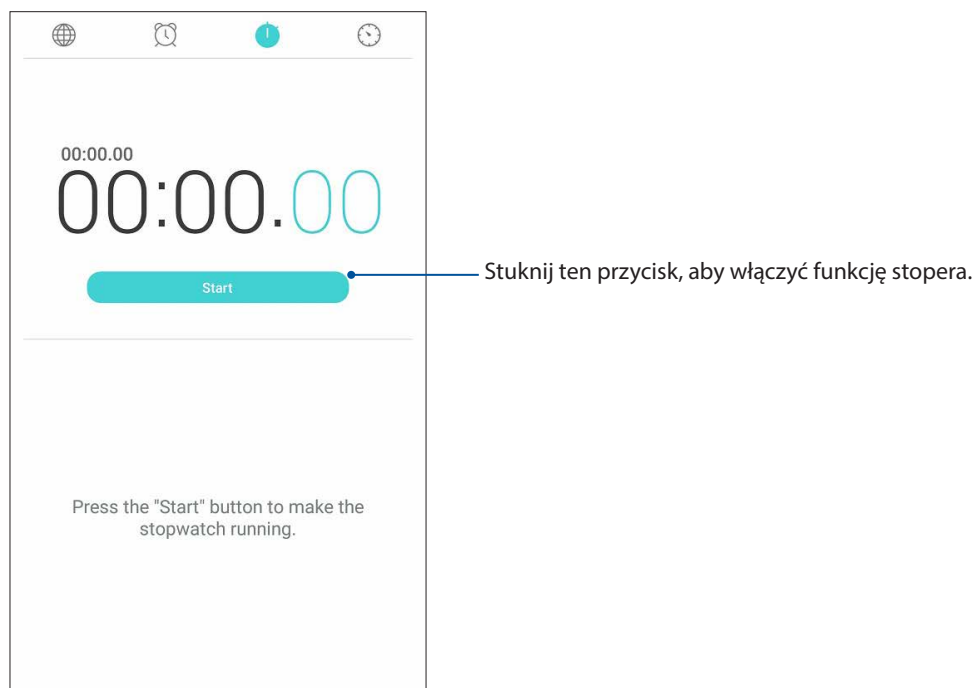 00:00.00
00:00.00
Start
Stuknij ten przycisk, aby włączyć funkcję stopera.
Press the "Start" button to make the
stopwatch running.